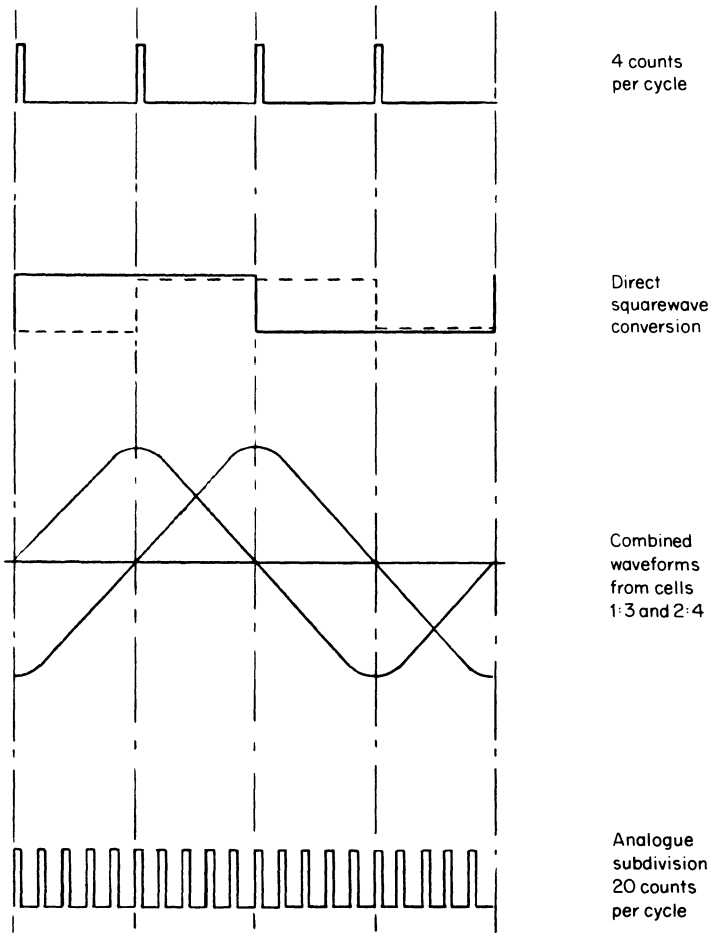 4 counts
per cycle
Direct
squarewave
conversion
Combined
waveforms
from cells
1:3 and 2:4
Analogue
subdivision
20 counts
per cycle